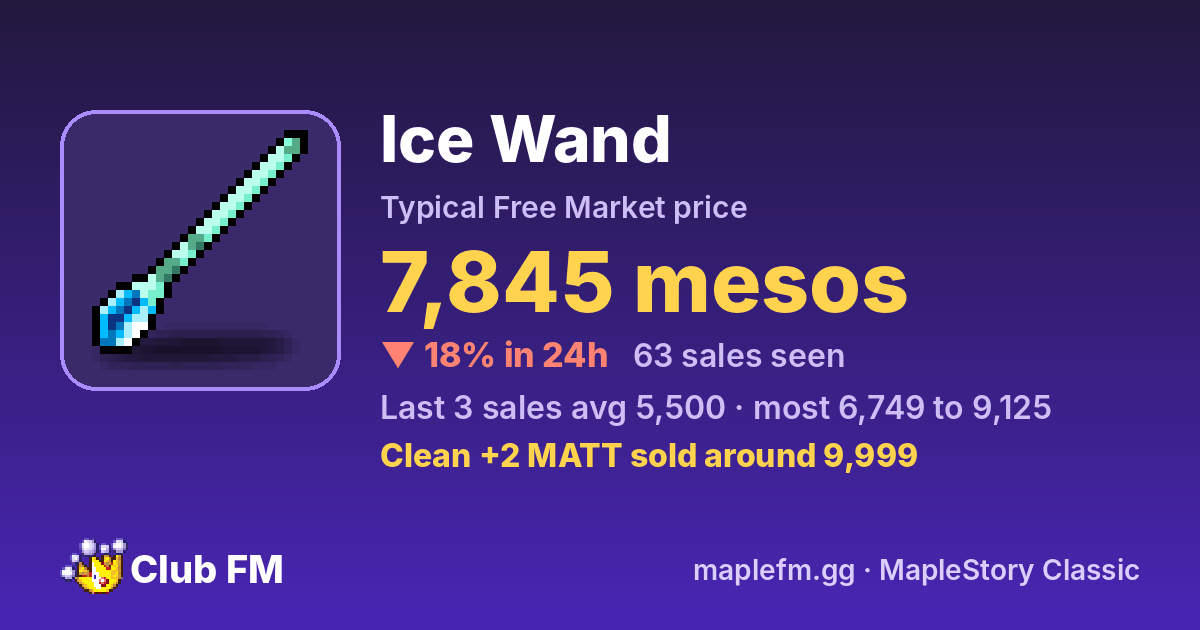 Ice Wand
Typical Free Market price
7,845 mesos
▼ 18% in 24h 63 sales seen
Last 3 sales avg 5,500 · most 6,749 to 9,125
Clean +2 MATT sold around 9,999
Club FM
maplefm.gg · MapleStory Classic